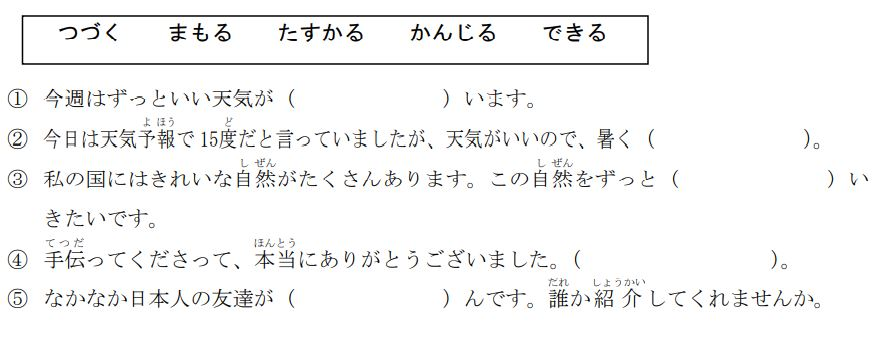 つづく　まもる　たすかる　かんじる　できる
① 今週はずっといい天気が（　　　　　　　）います。
② 今日は天気予報で15度だと言っていましたが、天気がいいので、暑く（　　　　　　　）。
③ 私の国にはきれいな自然がたくさんあります。この自然をずっと（　　　　　　　）い
きたいです。
④ 手伝ってくださって、本当にありがとうございました。（　　　　　　　　　）。
⑤ なかなか日本人の友達が（　　　　　　　）んです。誰か紹介してくれませんか。